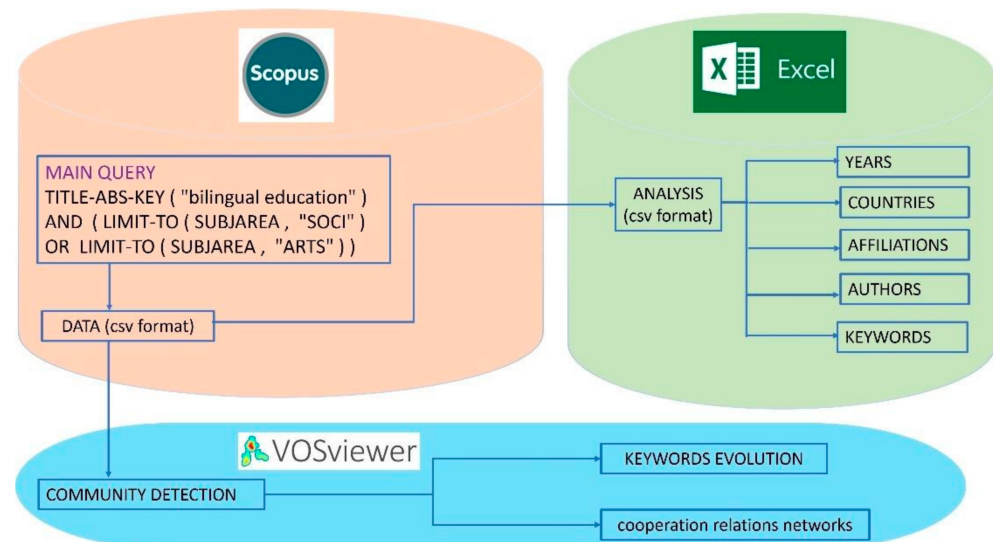 Scopus
MAIN QUERY
TITLE-ABS-KEY ( "bilingual education" )
AND ( LIMIT-TO ( SUBJAREA , "SOCI" )
OR LIMIT-TO ( SUBJAREA , "ARTS" ) )
DATA (csv format)
X Excel
ANALYSIS
(csv format)
YEARS
COUNTRIES
AFFILIATIONS
AUTHORS
KEYWORDS
VOSviewer
COMMUNITY DETECTION
KEYWORDS EVOLUTION
cooperation relations networks